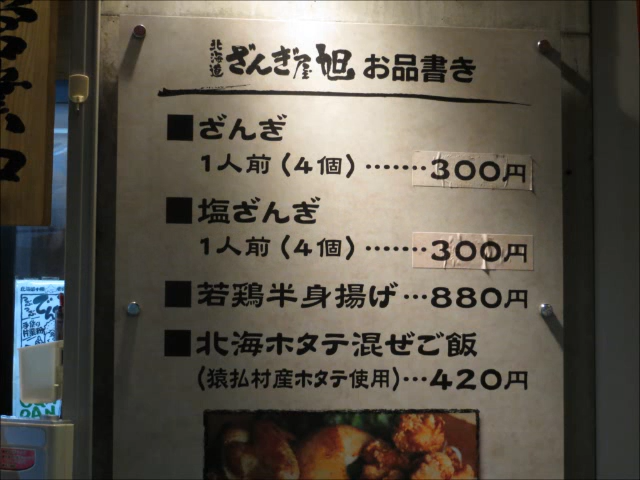 北海道 ざんぎ屋 旭 お品書き
■ざんぎ
1人前(4個)……300円
■塩ざんぎ
1人前(4個)……300円
■若鶏半身揚げ…880円
■北海ホタテ混ぜご飯
(猿払村産ホタテ使用)…420円